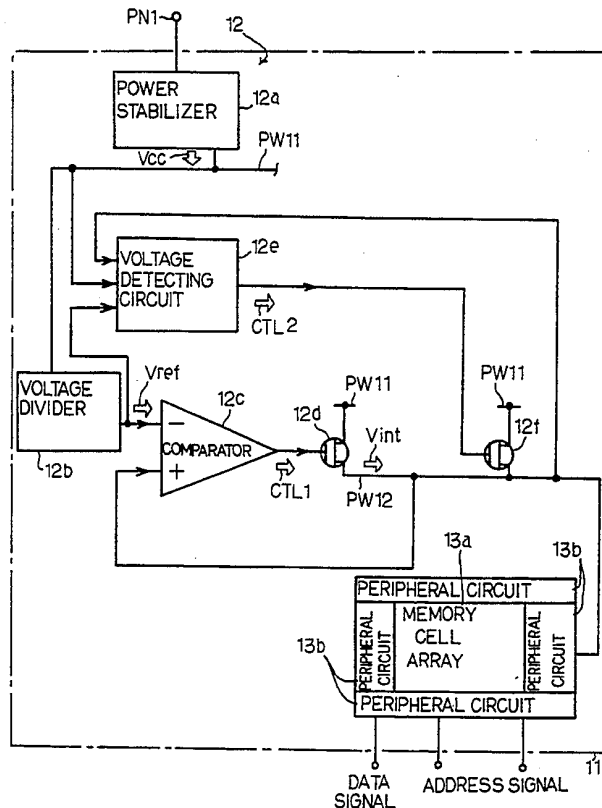 PN1
12
POWER
STABILIZER
12a
Vcc
PW11
12e
VOLTAGE
DETECTING
CIRCUIT
CTL2
Vref
VOLTAGE
DIVIDER
12b
12c
COMPARATOR
−
+
CTL1
PW11
12d
Vint
PW12
PW11
12f
13a
13b
PERIPHERAL CIRCUIT
MEMORY
CELL
ARRAY
PERIPHERAL
CIRCUIT
PERIPHERAL
CIRCUIT
13b
PERIPHERAL CIRCUIT
11
DATA
SIGNAL
ADDRESS SIGNAL